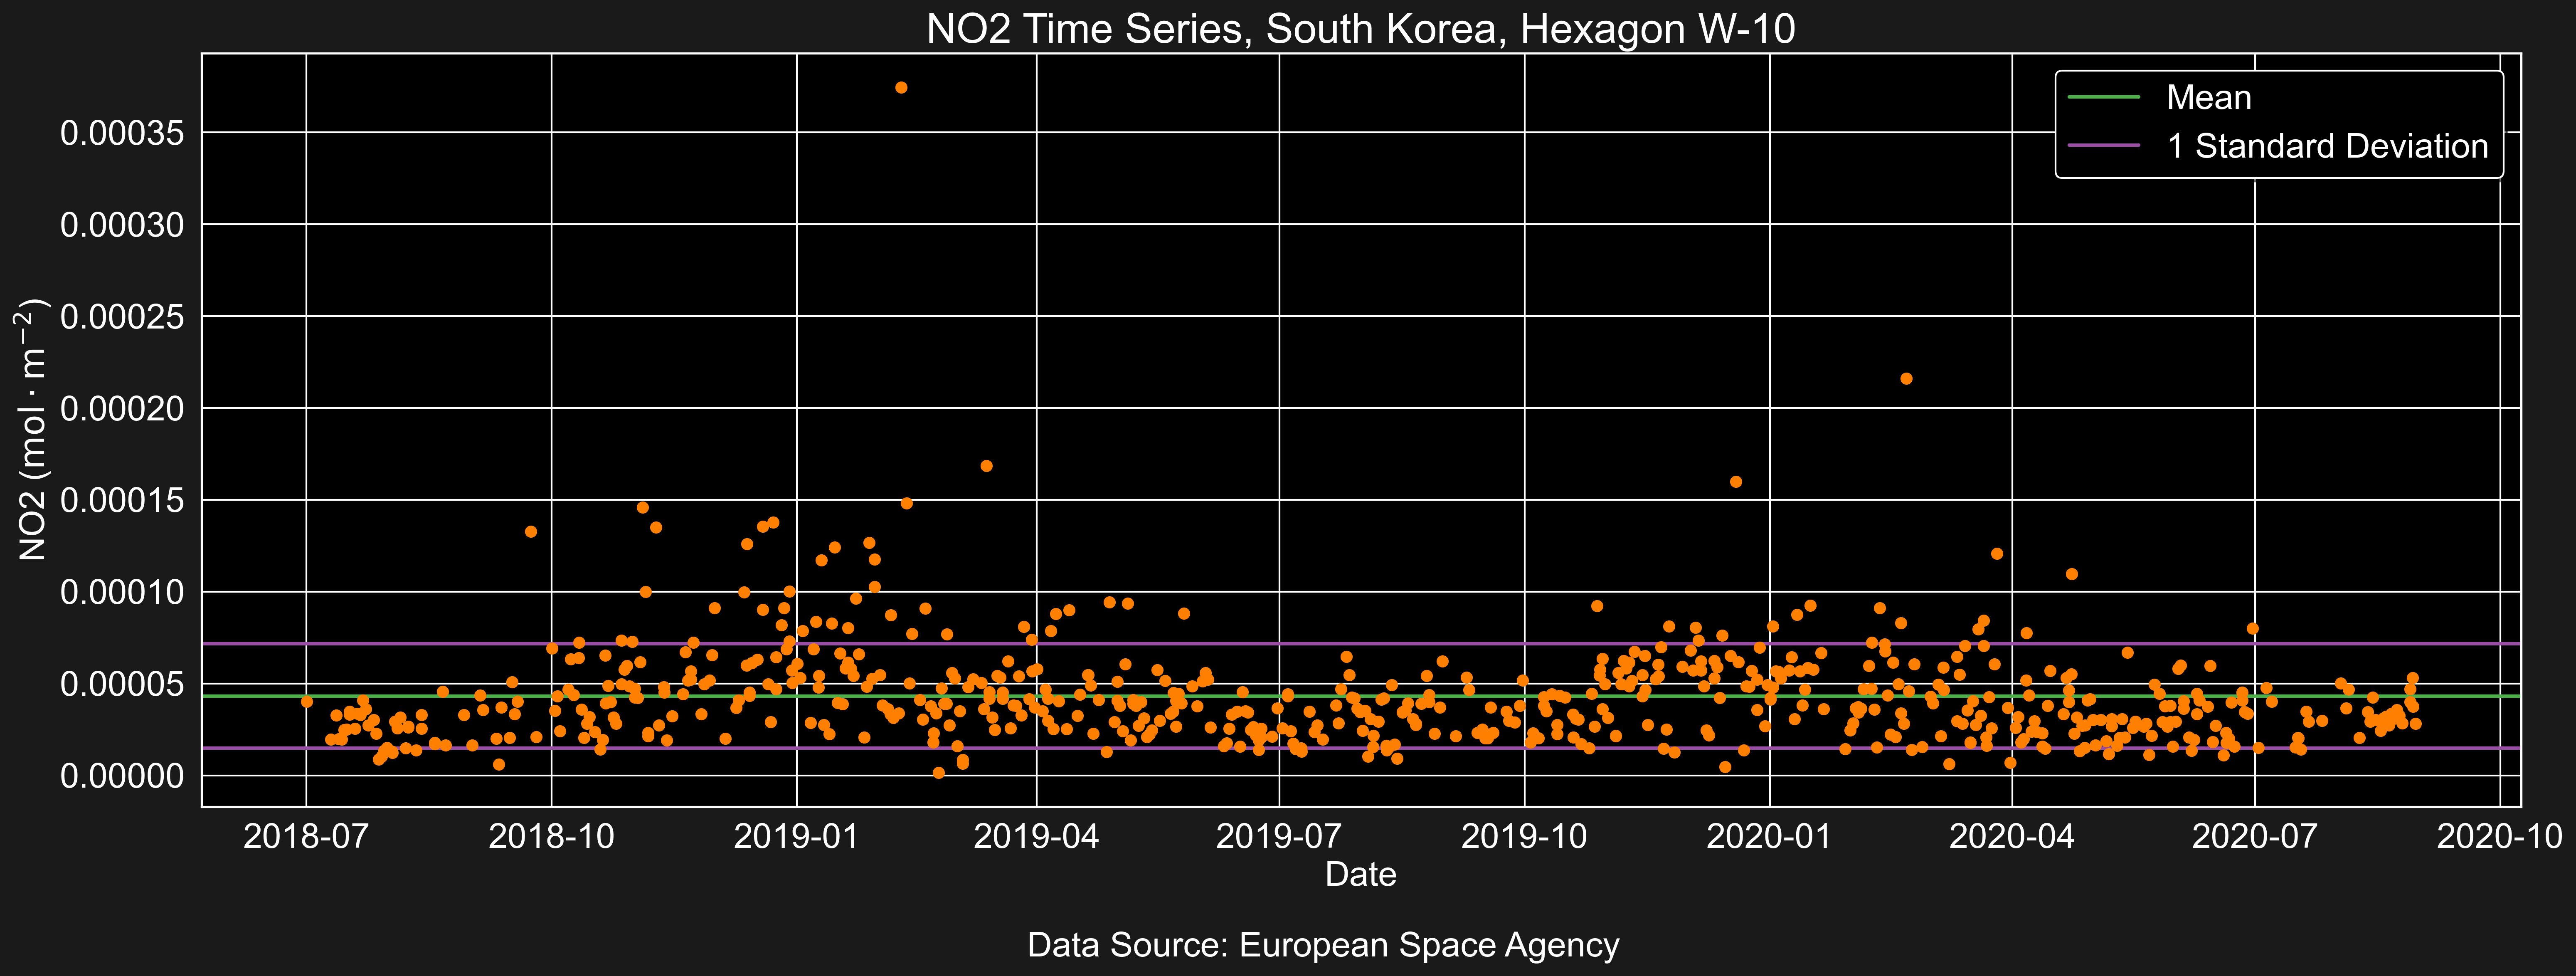 NO2 Time Series, South Korea, Hexagon W-10
Mean
1 Standard Deviation
NO2 (mol · m⁻²)
0.00035
0.00030
0.00025
0.00020
0.00015
0.00010
0.00005
0.00000
2018-07 2018-10 2019-01 2019-04 2019-07 2019-10 2020-01 2020-04 2020-07 2020-10
Date
Data Source: European Space Agency